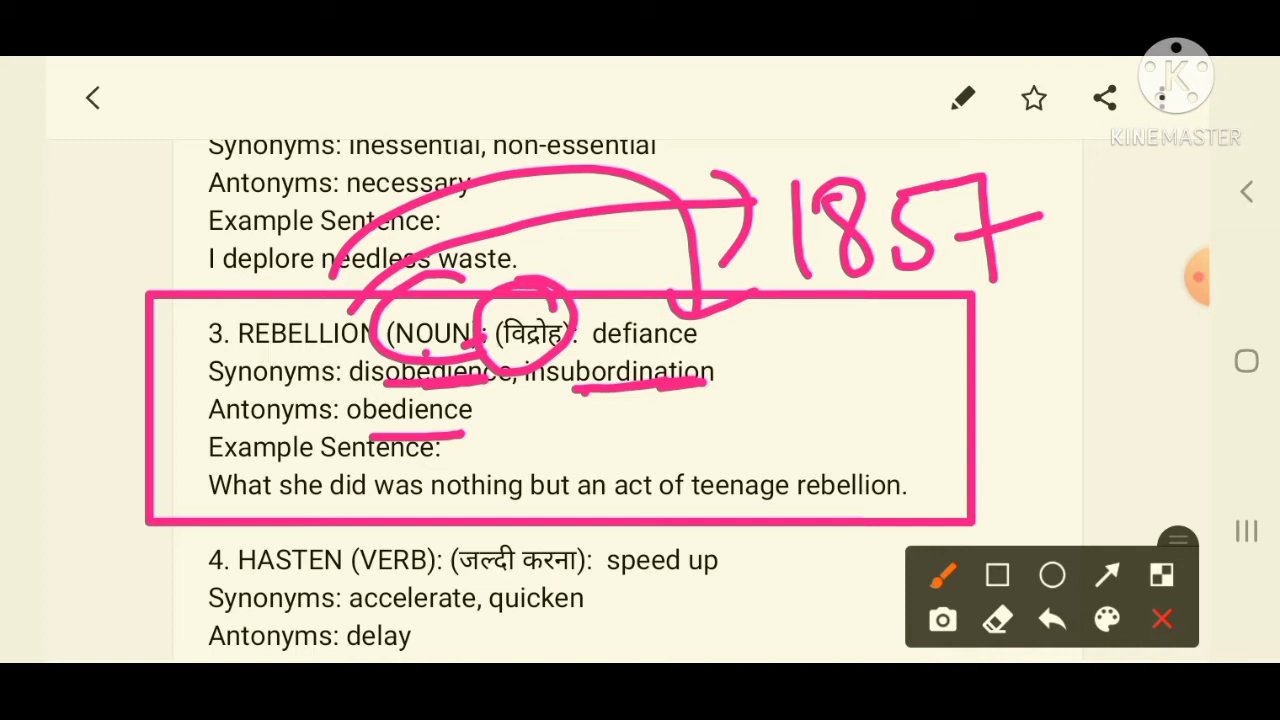 KINEMASTER
Synonyms: inessential, non-essential
Antonyms: necessary
Example Sentence:
I deplore needless waste.
1857
3. REBELLION (NOUN): (विद्रोह): defiance
Synonyms: disobedience, insubordination
Antonyms: obedience
Example Sentence:
What she did was nothing but an act of teenage rebellion.
4. HASTEN (VERB): (जल्दी करना): speed up
Synonyms: accelerate, quicken
Antonyms: delay